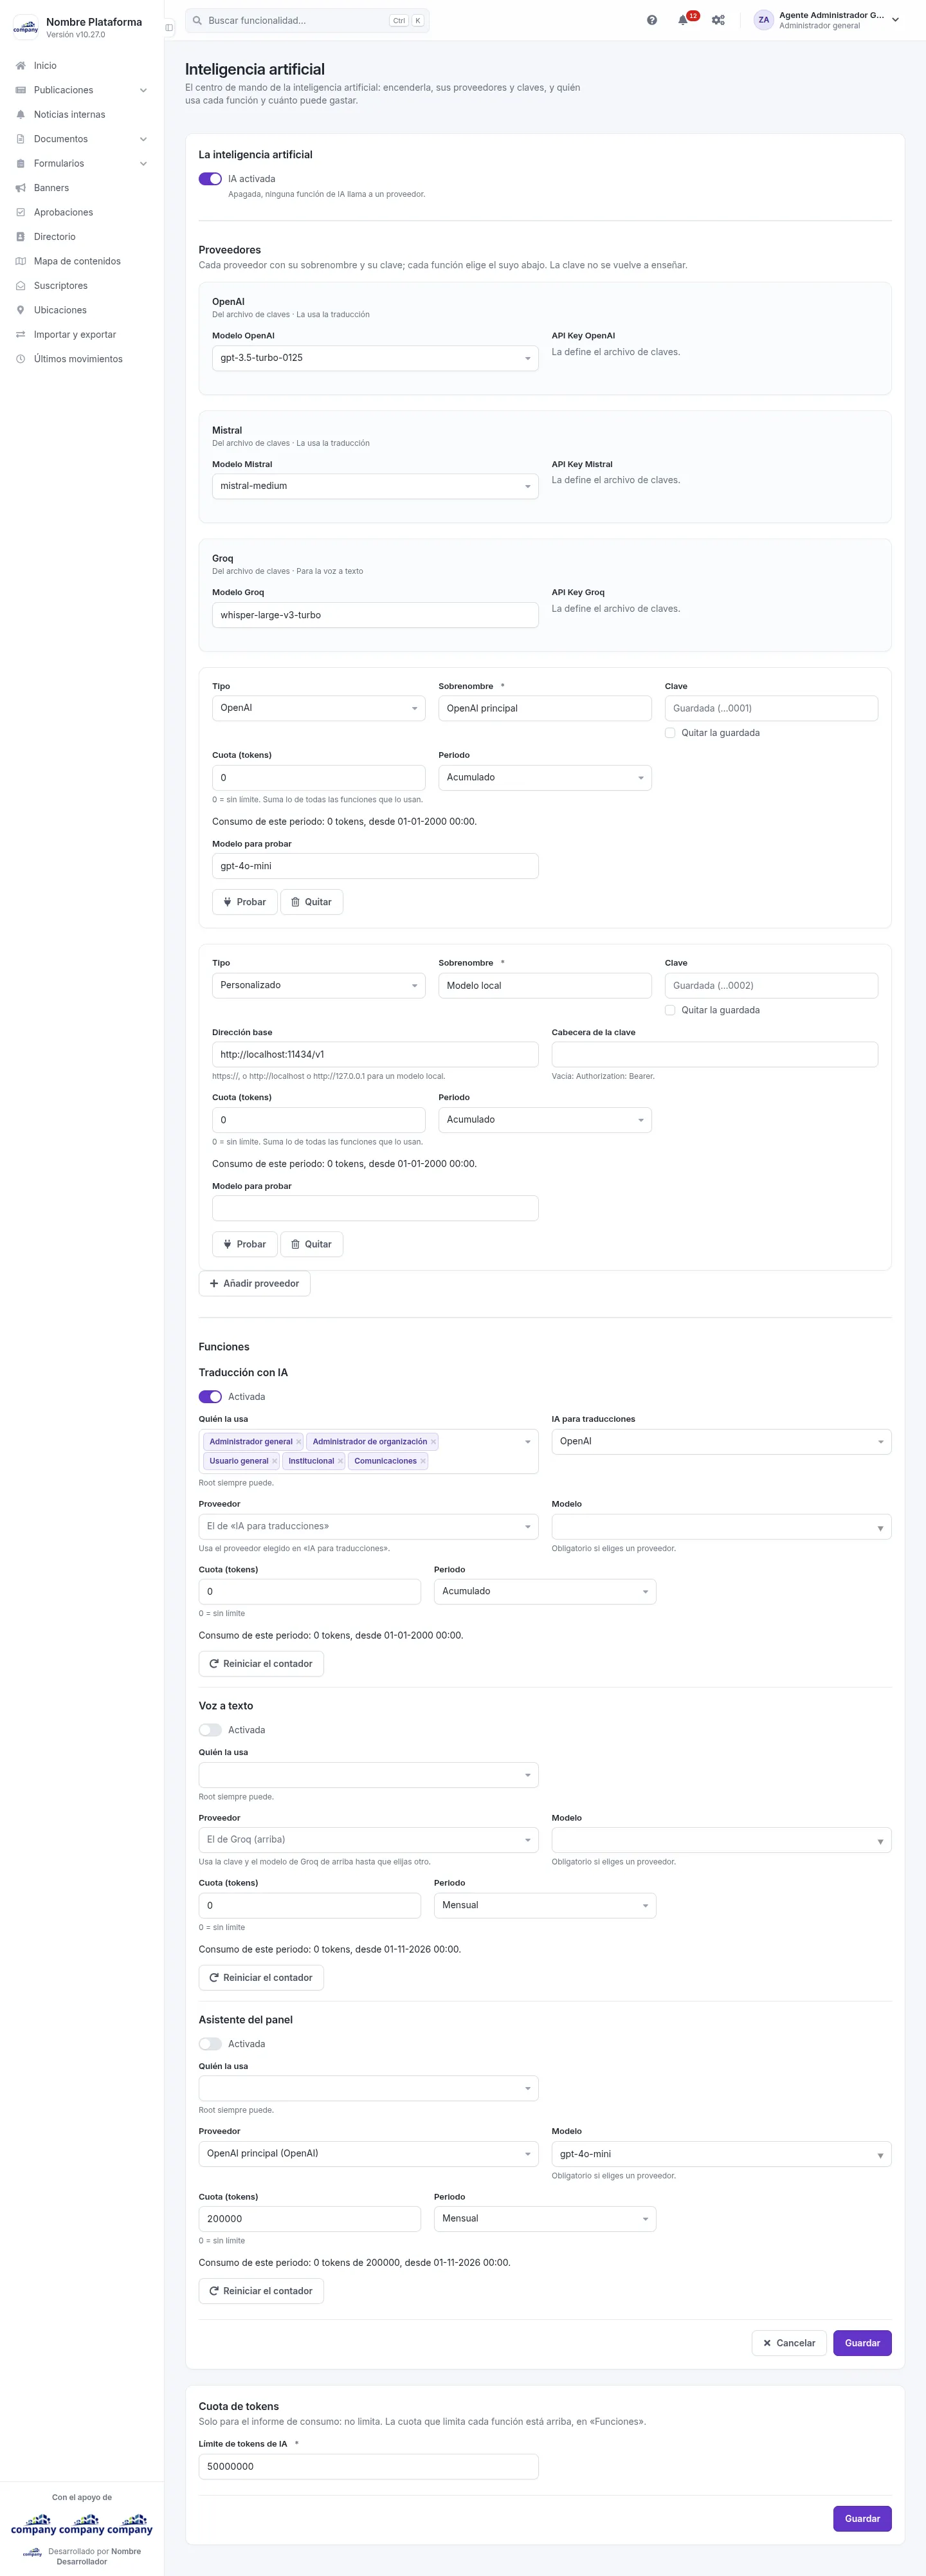 company
Nombre Plataforma
Versión v10.27.0
Inicio
Publicaciones
Noticias internas
Documentos
Formularios
Banners
Aprobaciones
Directorio
Mapa de contenidos
Suscriptores
Ubicaciones
Importar y exportar
Últimos movimientos
Con el apoyo de
company company company
company
Desarrollado por Nombre
Desarrollador
Buscar funcionalidad...
Ctrl K
12
ZA
Agente Administrador G...
Administrador general
Inteligencia artificial
El centro de mando de la inteligencia artificial: encenderla, sus proveedores y claves, y quién
usa cada función y cuánto puede gastar.
La inteligencia artificial
IA activada
Apagada, ninguna función de IA llama a un proveedor.
Proveedores
Cada proveedor con su sobrenombre y su clave; cada función elige el suyo abajo. La clave no se vuelve a enseñar.
OpenAI
Del archivo de claves · La usa la traducción
Modelo OpenAI
API Key OpenAI
gpt-3.5-turbo-0125
La define el archivo de claves.
Mistral
Del archivo de claves · La usa la traducción
Modelo Mistral
API Key Mistral
mistral-medium
La define el archivo de claves.
Groq
Del archivo de claves · Para la voz a texto
Modelo Groq
API Key Groq
whisper-large-v3-turbo
La define el archivo de claves.
Tipo
Sobrenombre *
Clave
OpenAI
OpenAI principal
Guardada (...0001)
Quitar la guardada
Cuota (tokens)
Periodo
0
Acumulado
0 = sin límite. Suma lo de todas las funciones que lo usan.
Consumo de este periodo: 0 tokens, desde 01-01-2000 00:00.
Modelo para probar
gpt-4o-mini
Probar
Quitar
Tipo
Sobrenombre *
Clave
Personalizado
Modelo local
Guardada (...0002)
Quitar la guardada
Dirección base
Cabecera de la clave
http://localhost:11434/v1
https://, o http://localhost o http://127.0.0.1 para un modelo local.
Vacía: Authorization: Bearer.
Cuota (tokens)
Periodo
0
Acumulado
0 = sin límite. Suma lo de todas las funciones que lo usan.
Consumo de este periodo: 0 tokens, desde 01-01-2000 00:00.
Modelo para probar
Probar
Quitar
Añadir proveedor
Funciones
Traducción con IA
Activada
Quién la usa
IA para traducciones
Administrador general × Administrador de organización ×
Usuario general × Institucional × Comunicaciones ×
OpenAI
Root siempre puede.
Proveedor
Modelo
El de «IA para traducciones»
Usa el proveedor elegido en «IA para traducciones».
Obligatorio si eliges un proveedor.
Cuota (tokens)
Periodo
0
Acumulado
0 = sin límite
Consumo de este periodo: 0 tokens, desde 01-01-2000 00:00.
Reiniciar el contador
Voz a texto
Activada
Quién la usa
Root siempre puede.
Proveedor
Modelo
El de Groq (arriba)
Usa la clave y el modelo de Groq de arriba hasta que elijas otro.
Obligatorio si eliges un proveedor.
Cuota (tokens)
Periodo
0
Mensual
0 = sin límite
Consumo de este periodo: 0 tokens, desde 01-11-2026 00:00.
Reiniciar el contador
Asistente del panel
Activada
Quién la usa
Root siempre puede.
Proveedor
Modelo
OpenAI principal (OpenAI)
gpt-4o-mini
Obligatorio si eliges un proveedor.
Cuota (tokens)
Periodo
200000
Mensual
0 = sin límite
Consumo de este periodo: 0 tokens de 200000, desde 01-11-2026 00:00.
Reiniciar el contador
Cancelar
Guardar
Cuota de tokens
Solo para el informe de consumo: no limita. La cuota que limita cada función está arriba, en «Funciones».
Límite de tokens de IA *
50000000
Guardar